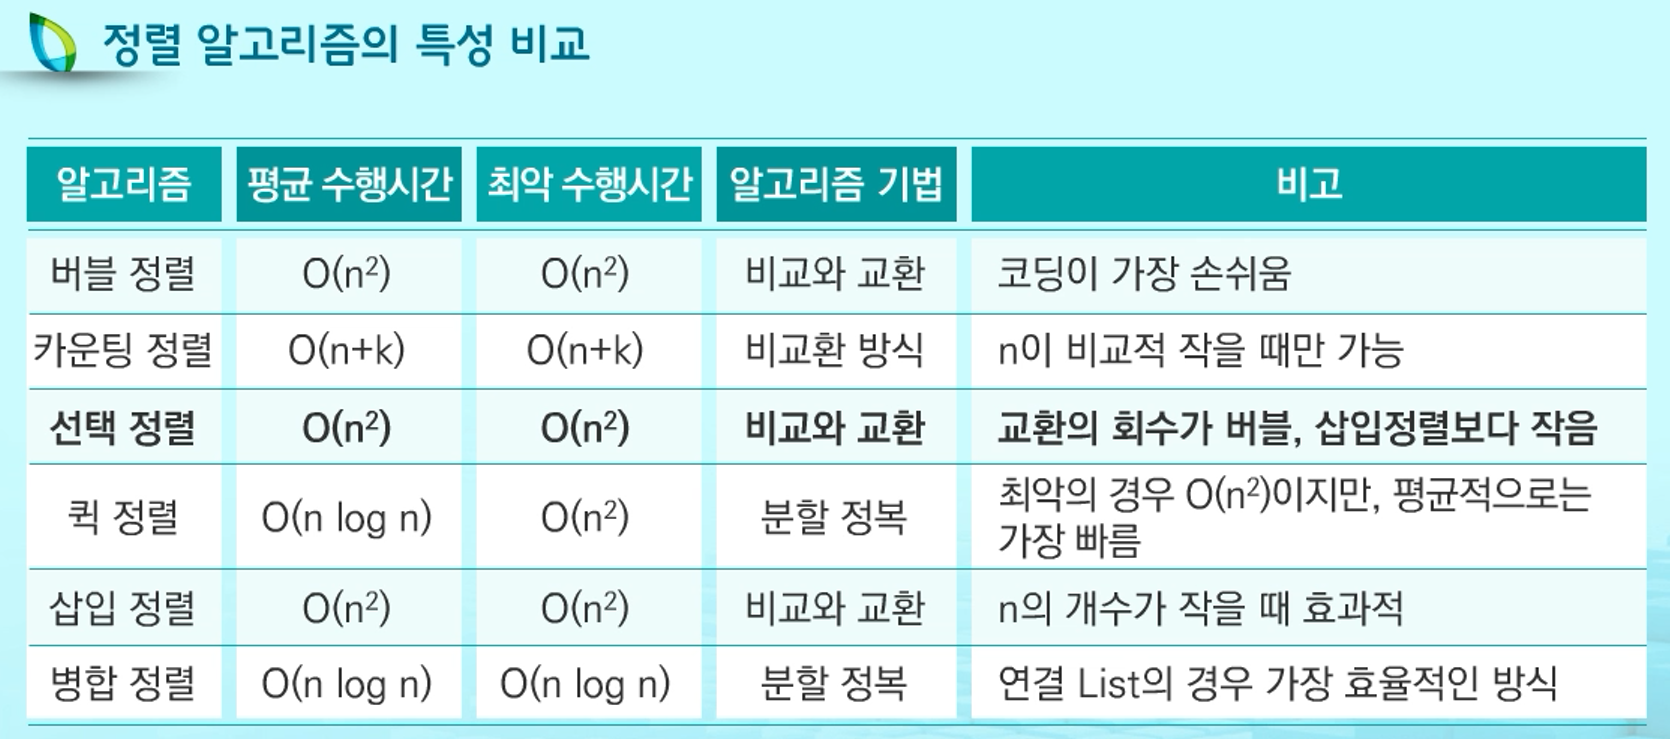 정렬 알고리즘의 특성 비교
알고리즘 평균 수행시간 최악 수행시간 알고리즘 기법 비고
버블 정렬 O(n²) O(n²) 비교와 교환 코딩이 가장 손쉬움
카운팅 정렬 O(n+k) O(n+k) 비교환 방식 n이 비교적 작을 때만 가능
선택 정렬 O(n²) O(n²) 비교와 교환 교환의 회수가 버블, 삽입정렬보다 작음
퀵 정렬 O(n log n) O(n²) 분할 정복 최악의 경우 O(n²)이지만, 평균적으로는
가장 빠름
삽입 정렬 O(n²) O(n²) 비교와 교환 n의 개수가 작을 때 효과적
병합 정렬 O(n log n) O(n log n) 분할 정복 연결 List의 경우 가장 효율적인 방식